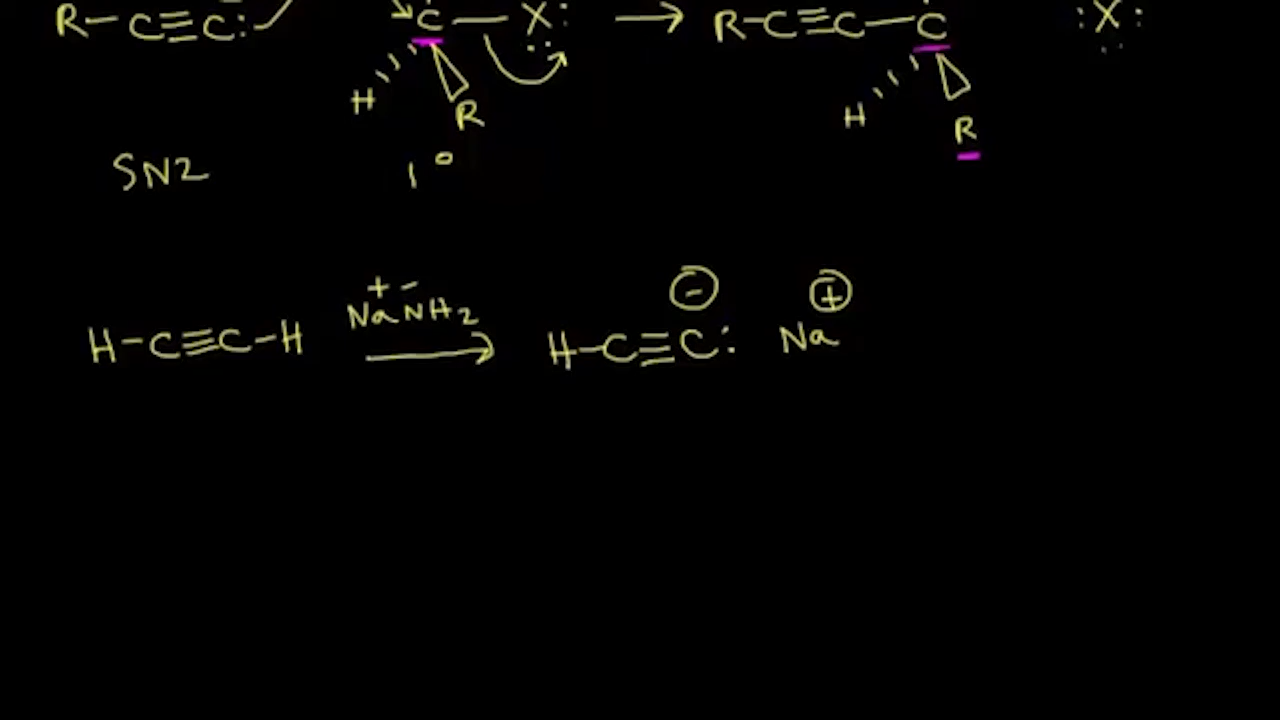 R-C≡C: C-X: → R-C≡C-C :X:
H R H R
SN2 1°
+ - ⊖ ⊕
H-C≡C-H NaNH2 → H-C≡C: Na